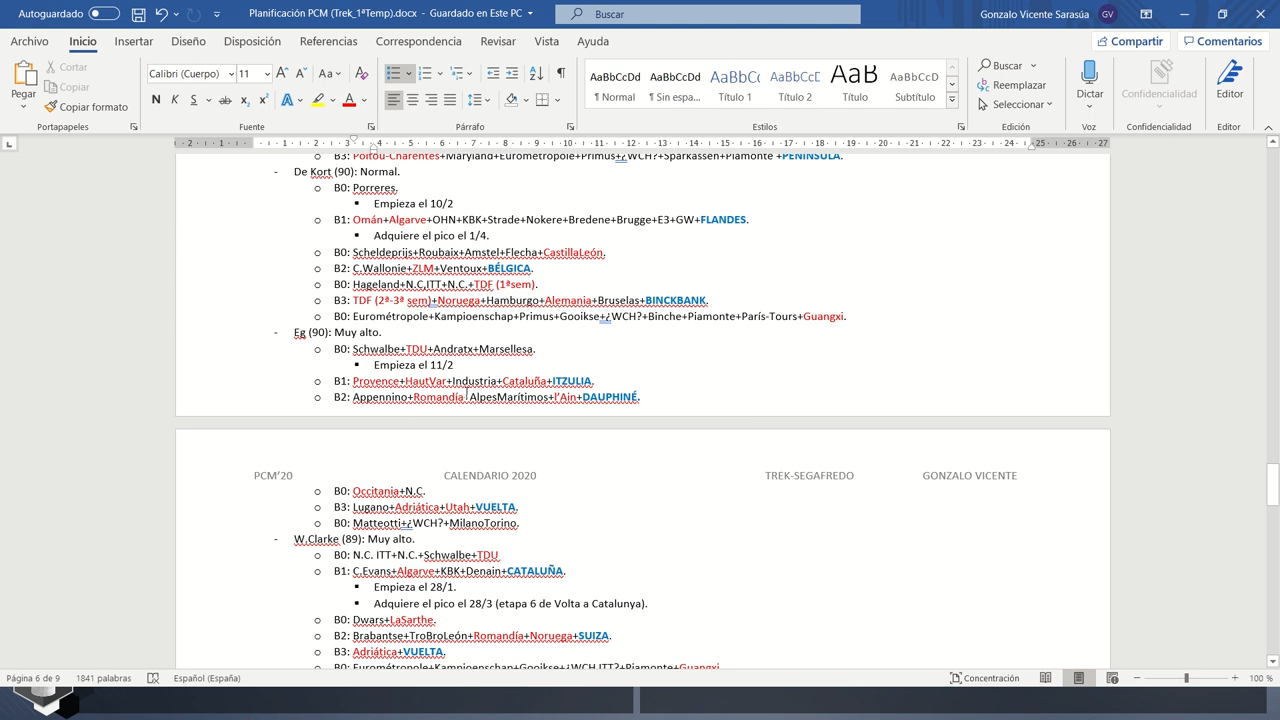 Autoguardado
Planificación PCM (Trek_1ªTemp).docx - Guardado en Este PC
Buscar
Gonzalo Vicente Sarasúa
GV
Archivo
Inicio
Insertar
Diseño
Disposición
Referencias
Correspondencia
Revisar
Vista
Ayuda
Compartir
Comentarios
Pegar
Cortar
Copiar
Copiar formato
Portapapeles
Calibri (Cuerpo)
11
Fuente
Párrafo
AaBbCcDd
¶ Normal
AaBbCcDd
¶ Sin espa...
AaBbC(
Título 1
AaBbCcE
Título 2
AaB
Título
AaBbCcD
Subtítulo
Estilos
Buscar
Reemplazar
Seleccionar
Edición
Dictar
Voz
Confidencialidad
Confidencialidad
Editor
Editor
B3: Poitou-Charentes+Maryland+Eurométropole+Primus+¿WCH?+Sparkassen+Piamonte +PENÍNSULA.
- De Kort (90): Normal.
o B0: Porreres.
▪ Empieza el 10/2
o B1: Omán+Algarve+OHN+KBK+Strade+Nokere+Bredene+Brugge+E3+GW+FLANDES.
▪ Adquiere el pico el 1/4.
o B0: Scheldeprijs+Roubaix+Amstel+Flecha+CastillaLeón.
o B2: C.Wallonie+ZLM+Ventoux+BÉLGICA.
o B0: Hageland+N.C.ITT+N.C.+TDF (1ªsem).
o B3: TDF (2ª-3ª sem)+Noruega+Hamburgo+Alemania+Bruselas+BINCKBANK.
o B0: Eurométropole+Kampioenschap+Primus+Gooikse+¿WCH?+Binche+Piamonte+París-Tours+Guangxi.
- Eg (90): Muy alto.
o B0: Schwalbe+TDU+Andratx+Marsellesa.
▪ Empieza el 11/2
o B1: Provence+HautVar+Industria+Cataluña+ITZULIA.
o B2: Appennino+Romandía+AlpesMarítimos+l'Ain+DAUPHINÉ.
PCM'20 CALENDARIO 2020 TREK-SEGAFREDO GONZALO VICENTE
o B0: Occitania+N.C.
o B3: Lugano+Adriática+Utah+VUELTA.
o B0: Matteotti+¿WCH?+MilanoTorino.
- W.Clarke (89): Muy alto.
o B0: N.C. ITT+N.C.+Schwalbe+TDU
o B1: C.Evans+Algarve+KBK+Denain+CATALUÑA.
▪ Empieza el 28/1.
▪ Adquiere el pico el 28/3 (etapa 6 de Volta a Catalunya).
o B0: Dwars+LaSarthe.
o B2: Brabantse+TroBroLeón+Romandía+Noruega+SUIZA.
o B3: Adriática+VUELTA.
o B0: Eurométropole+Kampioenschap+Gooikse+¿WCH ITT?+Piamonte+Guangxi
Página 6 de 9
1841 palabras
Español (España)
Concentración
100 %